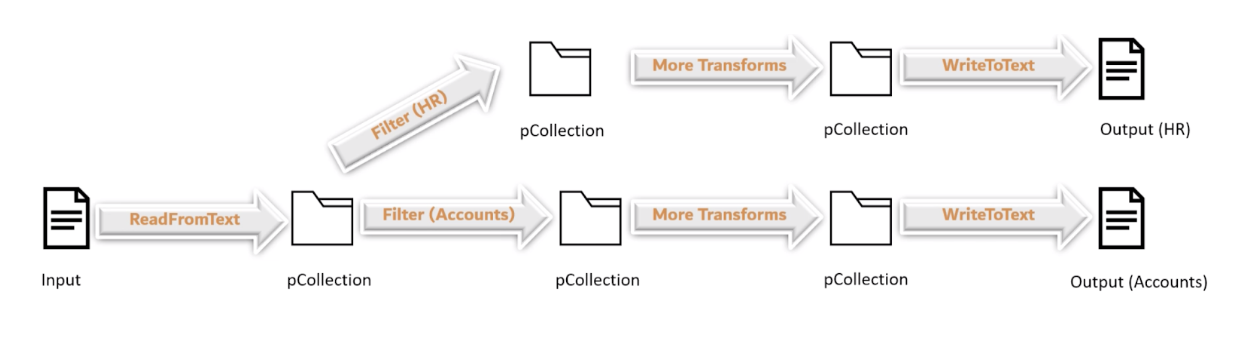 Filter (HR)
More Transforms
WriteToText
pCollection
pCollection
Output (HR)
ReadFromText
Filter (Accounts)
More Transforms
WriteToText
Input
pCollection
pCollection
pCollection
Output (Accounts)